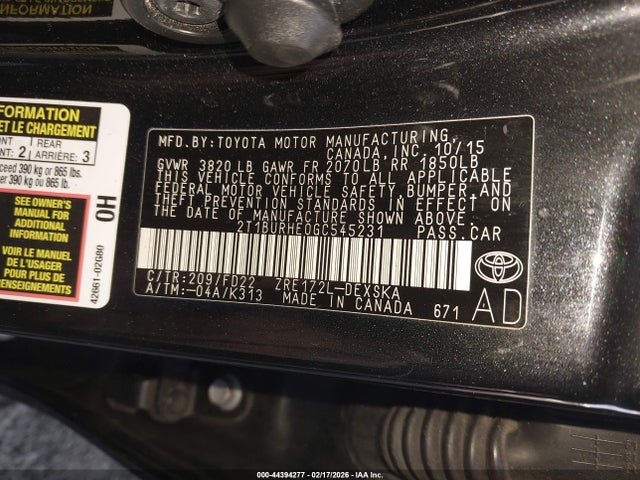 INFORMATION
INFORMATION
ET LE CHARGEMENT
REAR
2 ARRIÈRE: 3
exceed 390 kg or 865 lbs.
390 kg ou 865 lb.
SEE OWNER'S
MANUAL FOR
ADDITIONAL
INFORMATION
VOIR LE MANUEL
DE L'USAGER
POUR PLUS DE
RENSEIGNEMENTS
0H
42661-02G80
MFD. BY: TOYOTA MOTOR MANUFACTURING,
CANADA, INC. 10/15
GVWR 3820 LB GAWR FR 2070LB RR 1850LB
THIS VEHICLE CONFORMS TO ALL APPLICABLE
FEDERAL MOTOR VEHICLE SAFETY, BUMPER, AND
THEFT PREVENTION STANDARDS IN EFFECT ON
THE DATE OF MANUFACTURE SHOWN ABOVE.
2T1BURHE0GC545231 PASS. CAR
C/TR: 209/FD22 ZRE172L-DEXSKA
A/TM: -04A/K313 MADE IN CANADA 671
AD
000-44394277 - 02/17/2026 - IAA Inc.